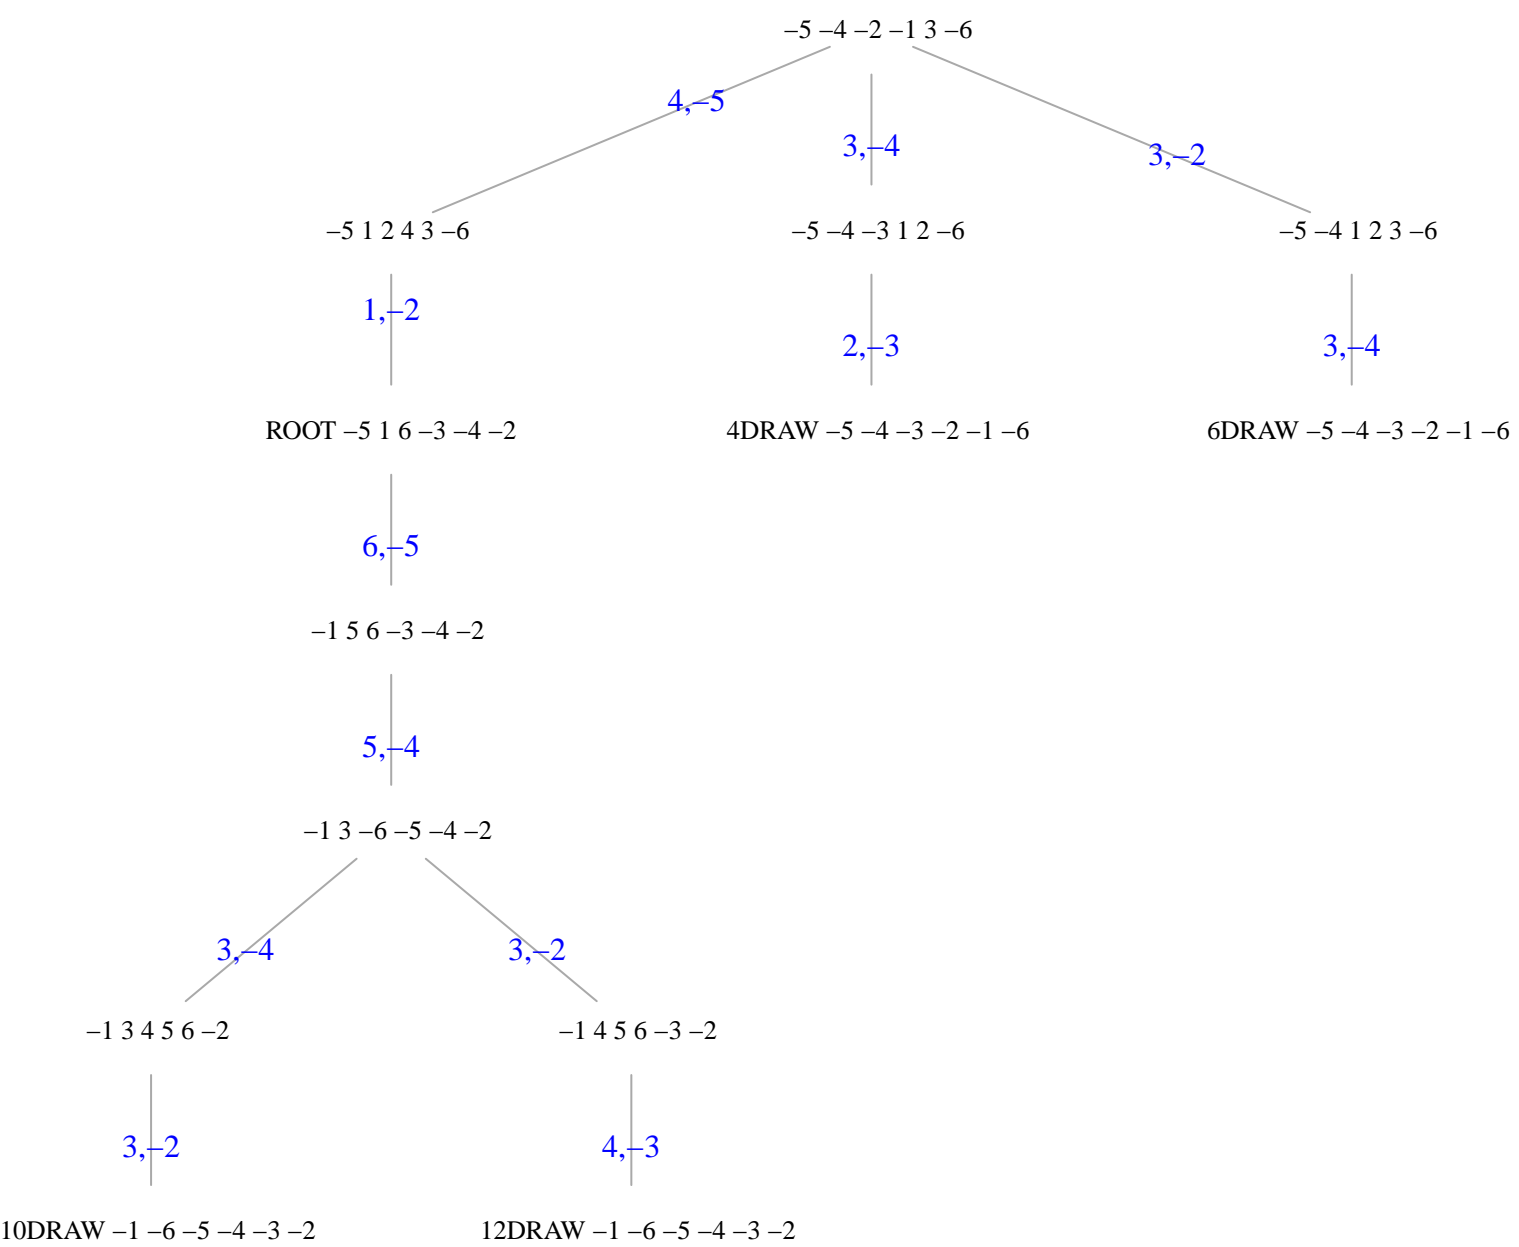 –5 –4 –2 –1 3 –6
4,–5
3,–4
3,–2
–5 1 2 4 3 –6
–5 –4 –3 1 2 –6
–5 –4 1 2 3 –6
1,–2
2,–3
3,–4
ROOT –5 1 6 –3 –4 –2
4DRAW –5 –4 –3 –2 –1 –6
6DRAW –5 –4 –3 –2 –1 –6
6,–5
–1 5 6 –3 –4 –2
5,–4
–1 3 –6 –5 –4 –2
3,–4
3,–2
–1 3 4 5 6 –2
–1 4 5 6 –3 –2
3,–2
4,–3
10DRAW –1 –6 –5 –4 –3 –2
12DRAW –1 –6 –5 –4 –3 –2